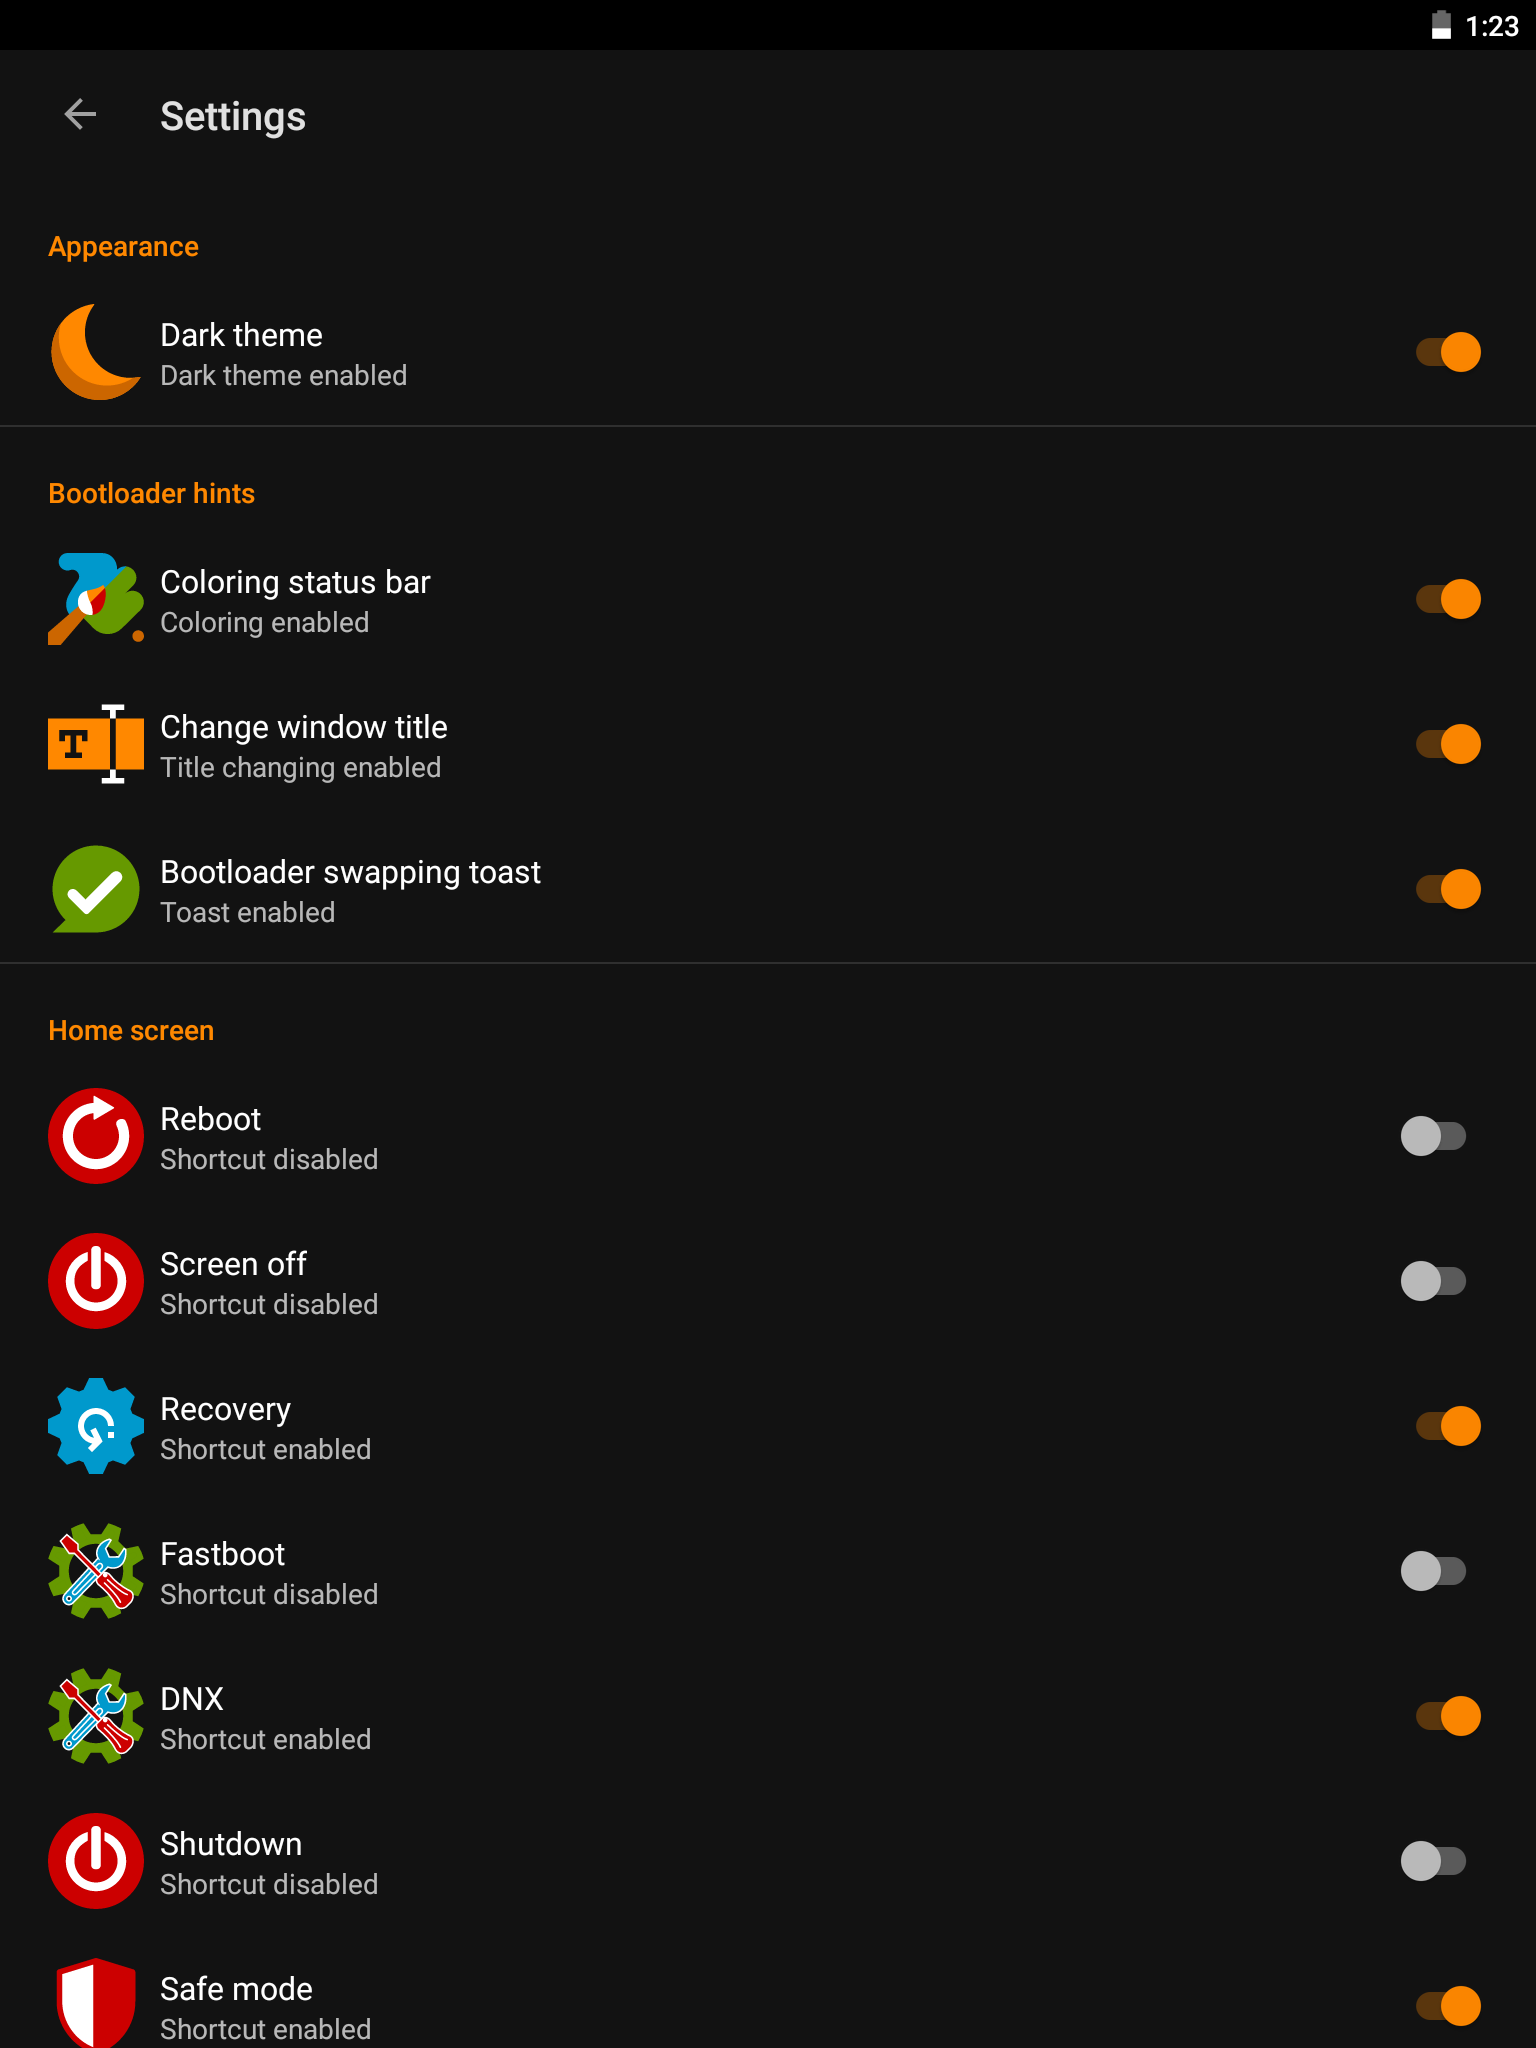 1:23
Settings
Appearance
Dark theme
Dark theme enabled
Bootloader hints
Coloring status bar
Coloring enabled
T
Change window title
Title changing enabled
Bootloader swapping toast
Toast enabled
Home screen
Reboot
Shortcut disabled
Screen off
Shortcut disabled
Recovery
Shortcut enabled
Fastboot
Shortcut disabled
DNX
Shortcut enabled
Shutdown
Shortcut disabled
Safe mode
Shortcut enabled